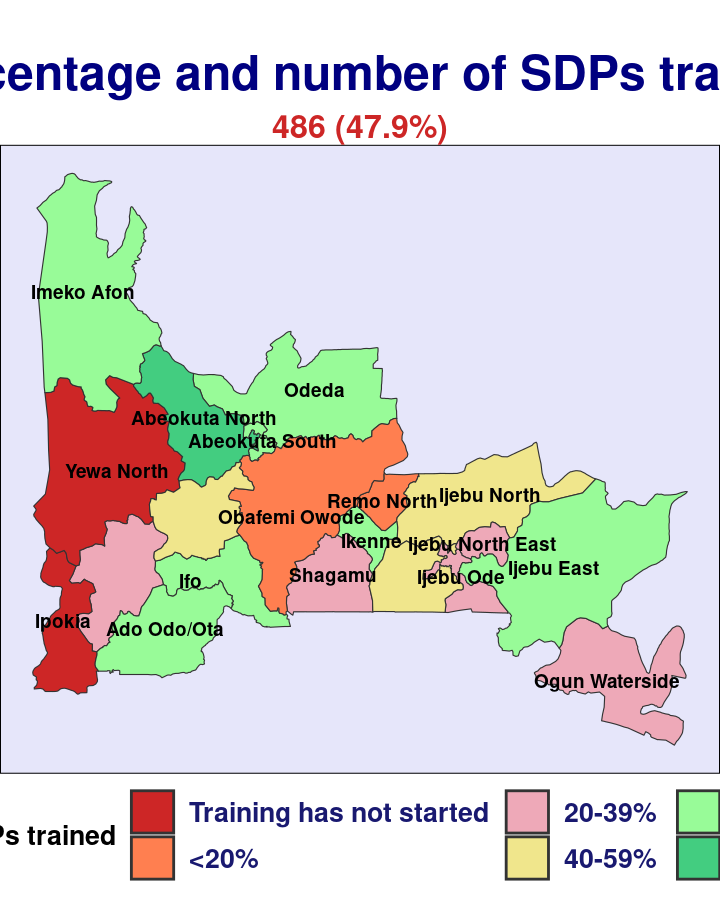 centage and number of SDPs tra
486 (47.9%)
Imeko Afon
Odeda
Abeokuta North
Abeokuta South
Yewa North
Ijebu North
Remo North
Obafemi Owode
Ikenne
Ijebu North East
Ijebu East
Shagamu
Ijebu Ode
Ifo
Ipokia
Ado Odo/Ota
Ogun Waterside
Ps trained
Training has not started
20-39%
<20%
40-59%